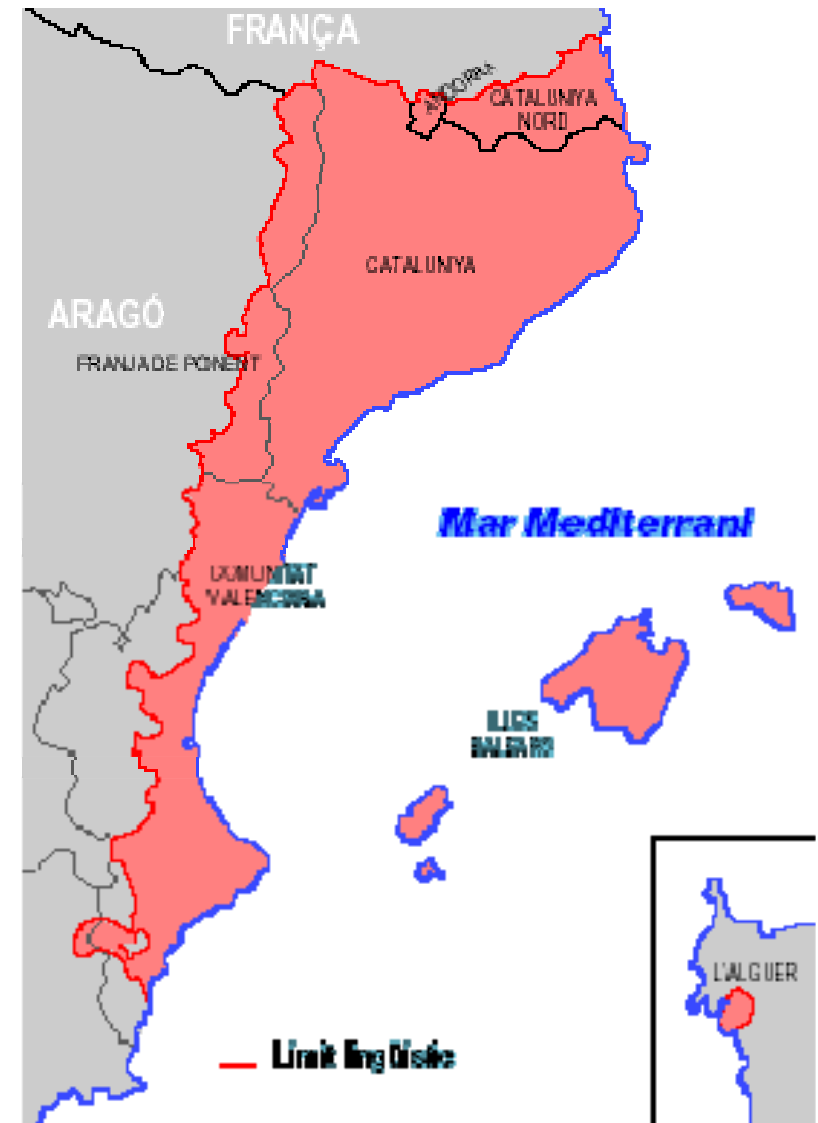 FRANÇA
ANDORRA
CATALUNYA
NORD
CATALUNYA
ARAGÓ
FRANJA DE PONENT
Mar Mediterrani
COMUNITAT
VALENCIANA
ILLES
BALEARS
L'ALGUER
Límit lingüístic